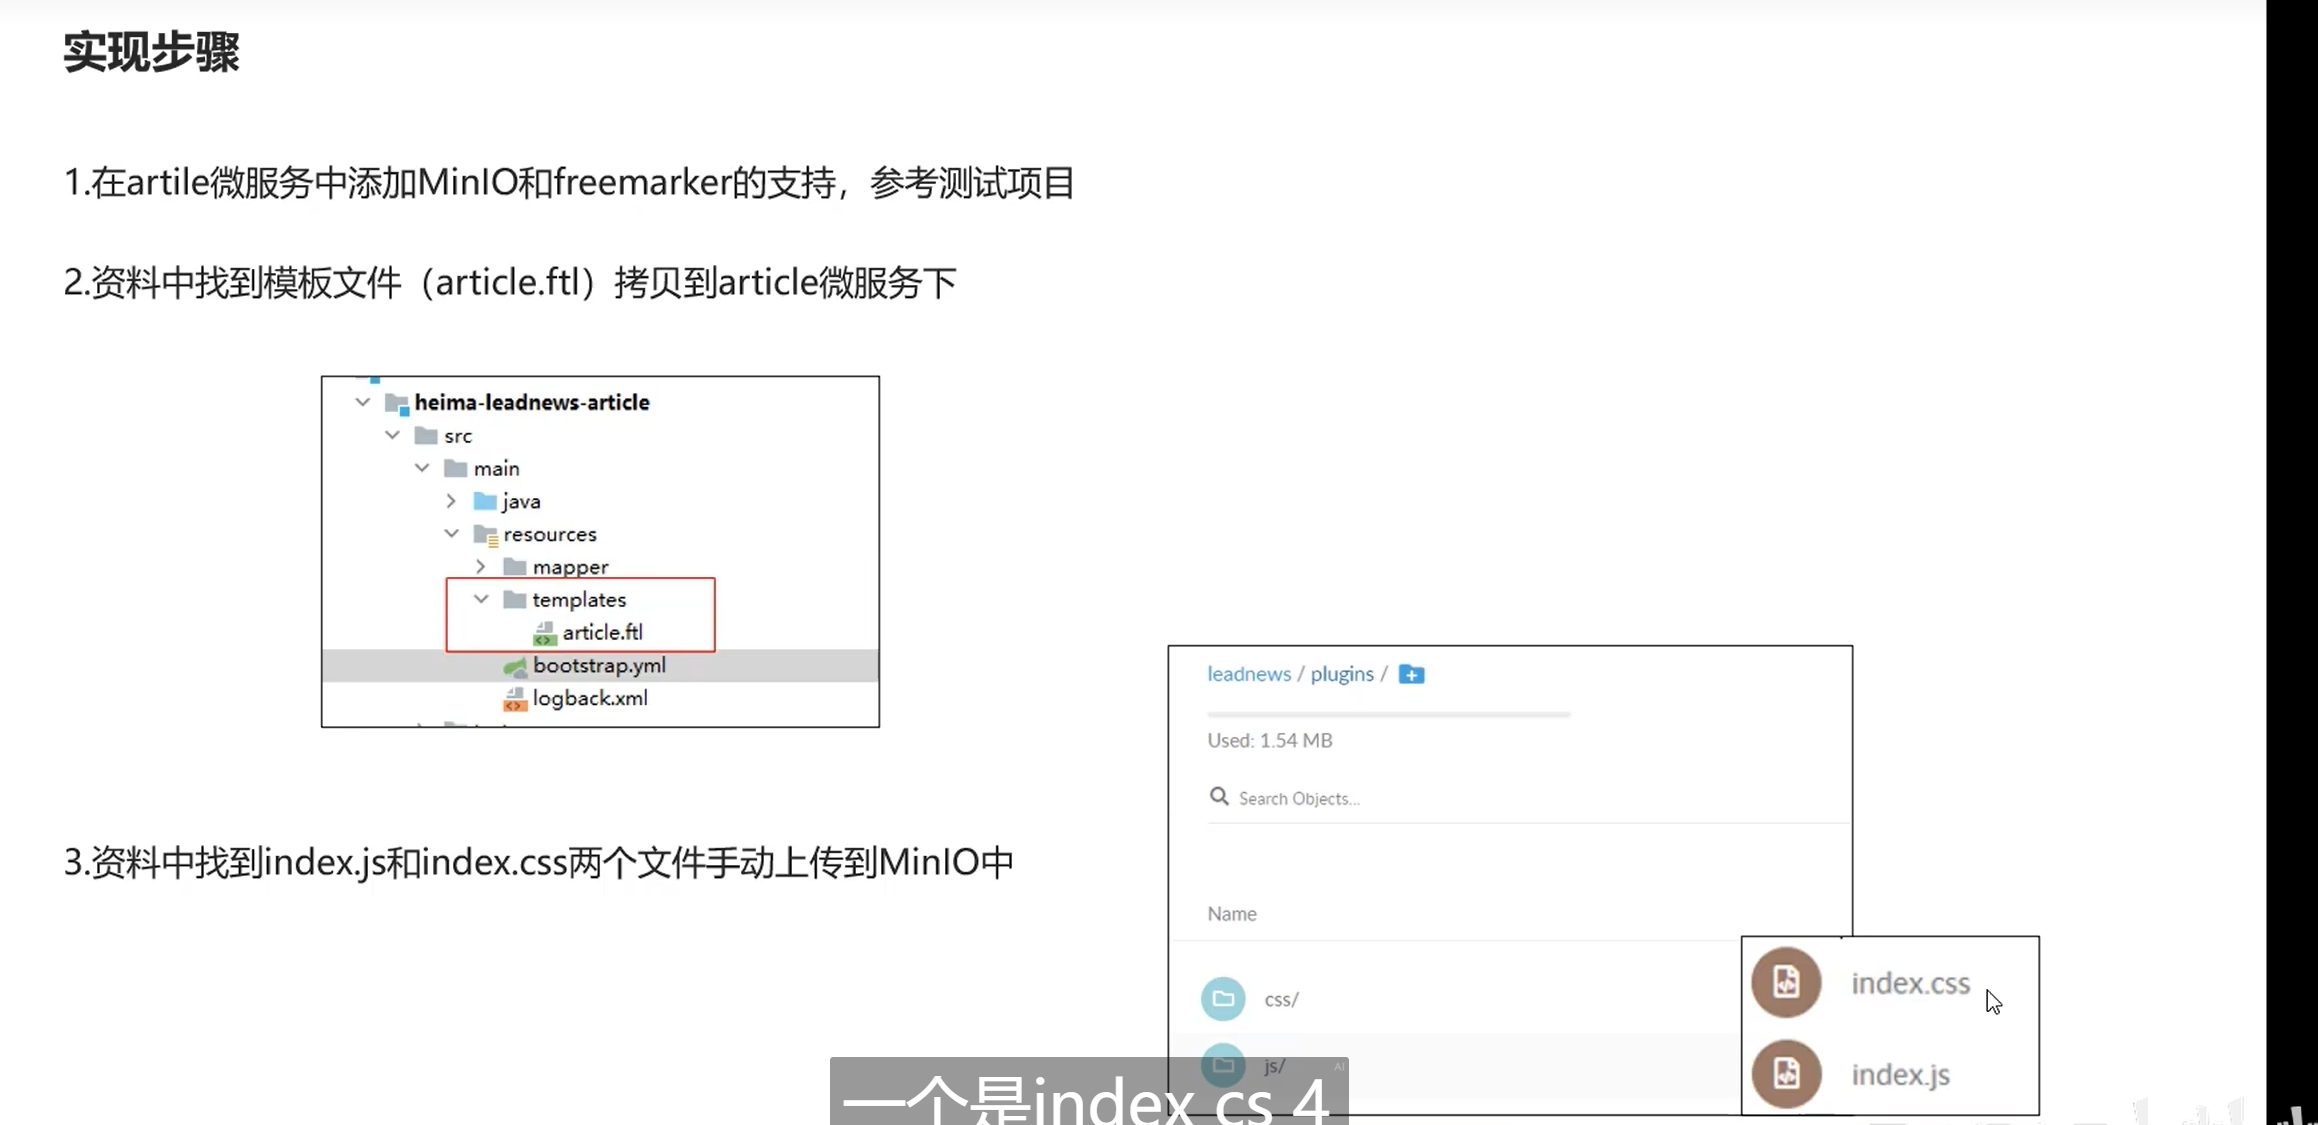 实现步骤
1.在artile微服务中添加MinIO和freemarker的支持，参考测试项目
2.资料中找到模板文件（article.ftl）拷贝到article微服务下
heima-leadnews-article
src
main
java
resources
mapper
templates
article.ftl
bootstrap.yml
logback.xml
3.资料中找到index.js和index.css两个文件手动上传到MinIO中
leadnews / plugins /
Used: 1.54 MB
Search Objects...
Name
css/
js/
index.css
index.js
AI
一个是index cs 4